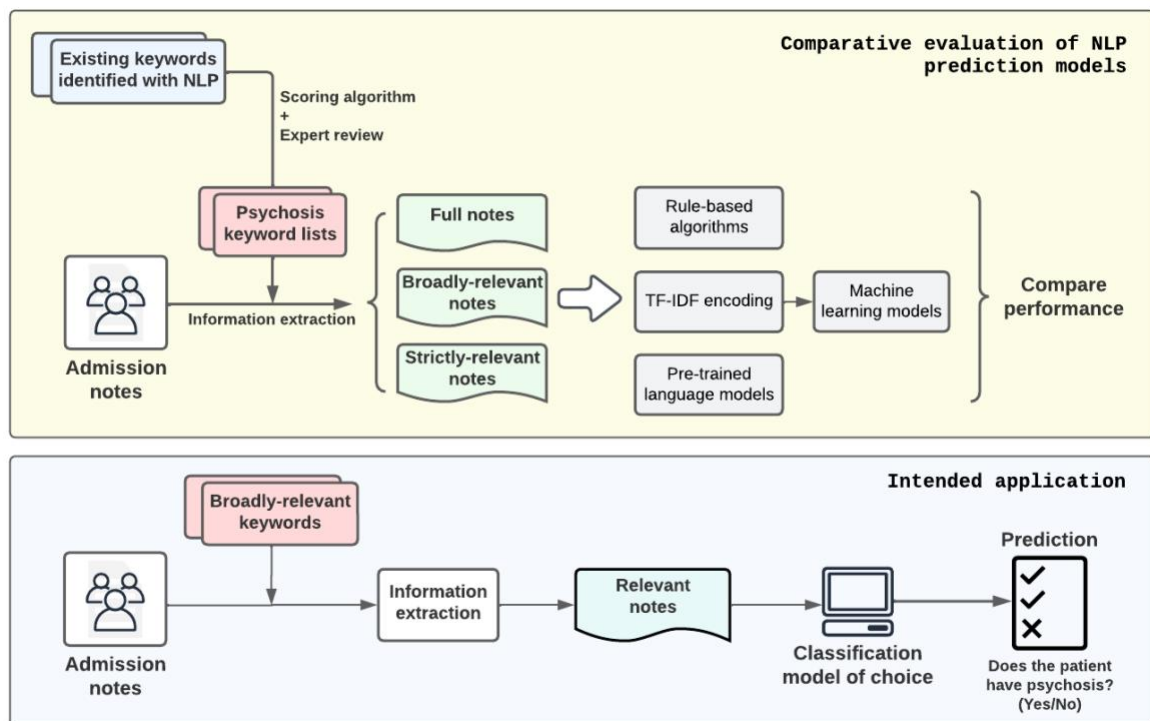 Comparative evaluation of NLP
prediction models
Existing keywords
identified with NLP
Scoring algorithm
+
Expert review
Psychosis
keyword lists
Admission
notes
Information extraction
Full notes
Broadly-relevant
notes
Strictly-relevant
notes
Rule-based
algorithms
TF-IDF encoding
Machine
learning models
Pre-trained
language models
Compare
performance
Intended application
Broadly-relevant
keywords
Admission
notes
Information
extraction
Relevant
notes
Classification
model of choice
Prediction
Does the patient
have psychosis?
(Yes/No)